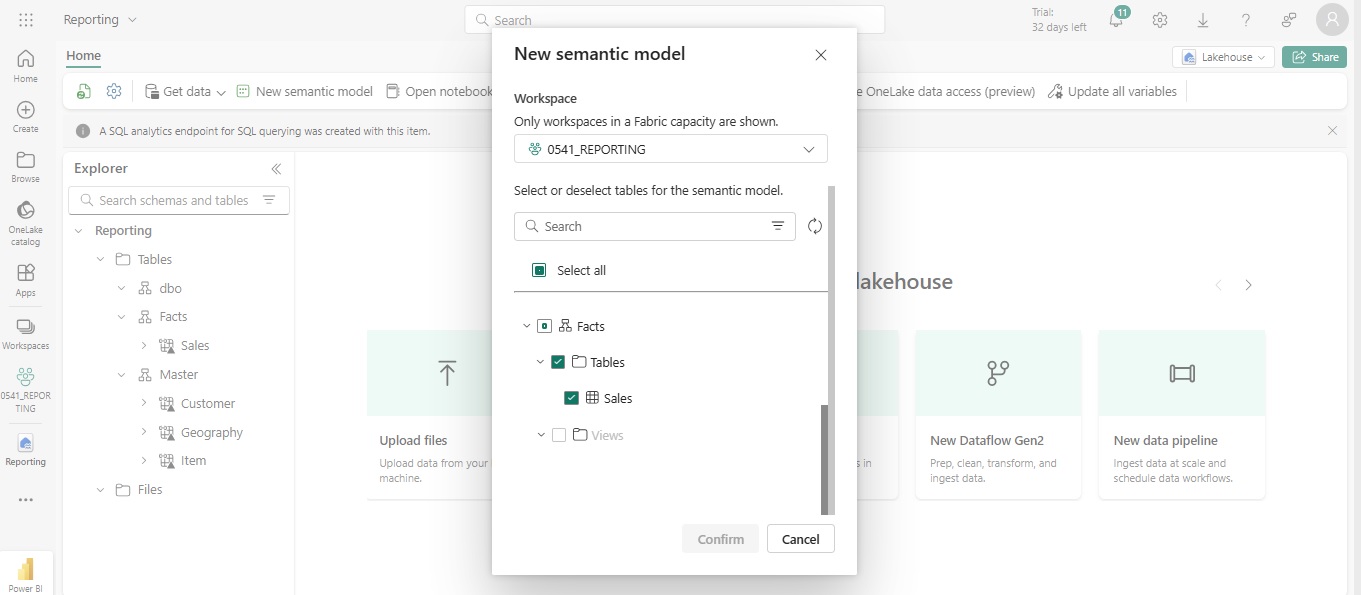 Reporting
Search
Trial:
32 days left
11
Home
Lakehouse
Share
Get data
New semantic model
Open notebook
e OneLake data access (preview)
Update all variables
A SQL analytics endpoint for SQL querying was created with this item.
Home
Create
Browse
OneLake
catalog
Apps
Workspaces
0541_REPOR
TING
Reporting
Power BI
Explorer
Search schemas and tables
Reporting
Tables
dbo
Facts
Sales
Master
Customer
Geography
Item
Files
New semantic model
Workspace
Only workspaces in a Fabric capacity are shown.
0541_REPORTING
Select or deselect tables for the semantic model.
Search
Select all
Facts
Tables
Sales
Views
Confirm
Cancel
lakehouse
Upload files
Upload data from your
machine.
s in
New Dataflow Gen2
Prep, clean, transform, and
ingest data.
New data pipeline
Ingest data at scale and
schedule data workflows.